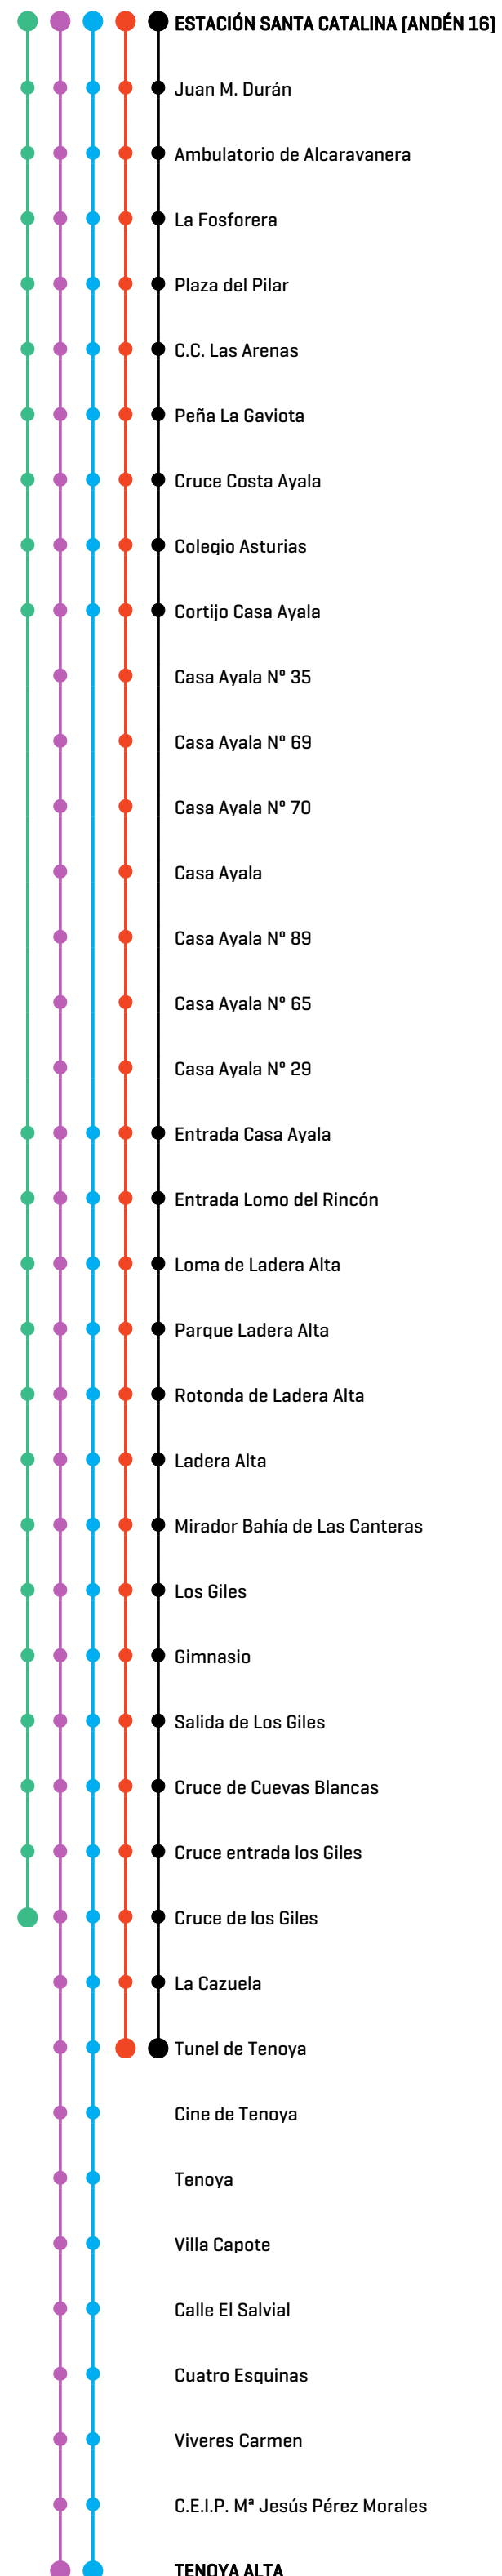 ESTACIÓN SANTA CATALINA (ANDÉN 16)
Juan M. Durán
Ambulatorio de Alcaravanera
La Fosforera
Plaza del Pilar
C.C. Las Arenas
Peña La Gaviota
Cruce Costa Ayala
Colegio Asturias
Cortijo Casa Ayala
Casa Ayala Nº 35
Casa Ayala Nº 69
Casa Ayala Nº 70
Casa Ayala
Casa Ayala Nº 89
Casa Ayala Nº 65
Casa Ayala Nº 29
Entrada Casa Ayala
Entrada Lomo del Rincón
Loma de Ladera Alta
Parque Ladera Alta
Rotonda de Ladera Alta
Ladera Alta
Mirador Bahía de Las Canteras
Los Giles
Gimnasio
Salida de Los Giles
Cruce de Cuevas Blancas
Cruce entrada los Giles
Cruce de los Giles
La Cazuela
Tunel de Tenoya
Cine de Tenoya
Tenoya
Villa Capote
Calle El Salvial
Cuatro Esquinas
Viveres Carmen
C.E.I.P. Mª Jesús Pérez Morales
TENOYA ALTA